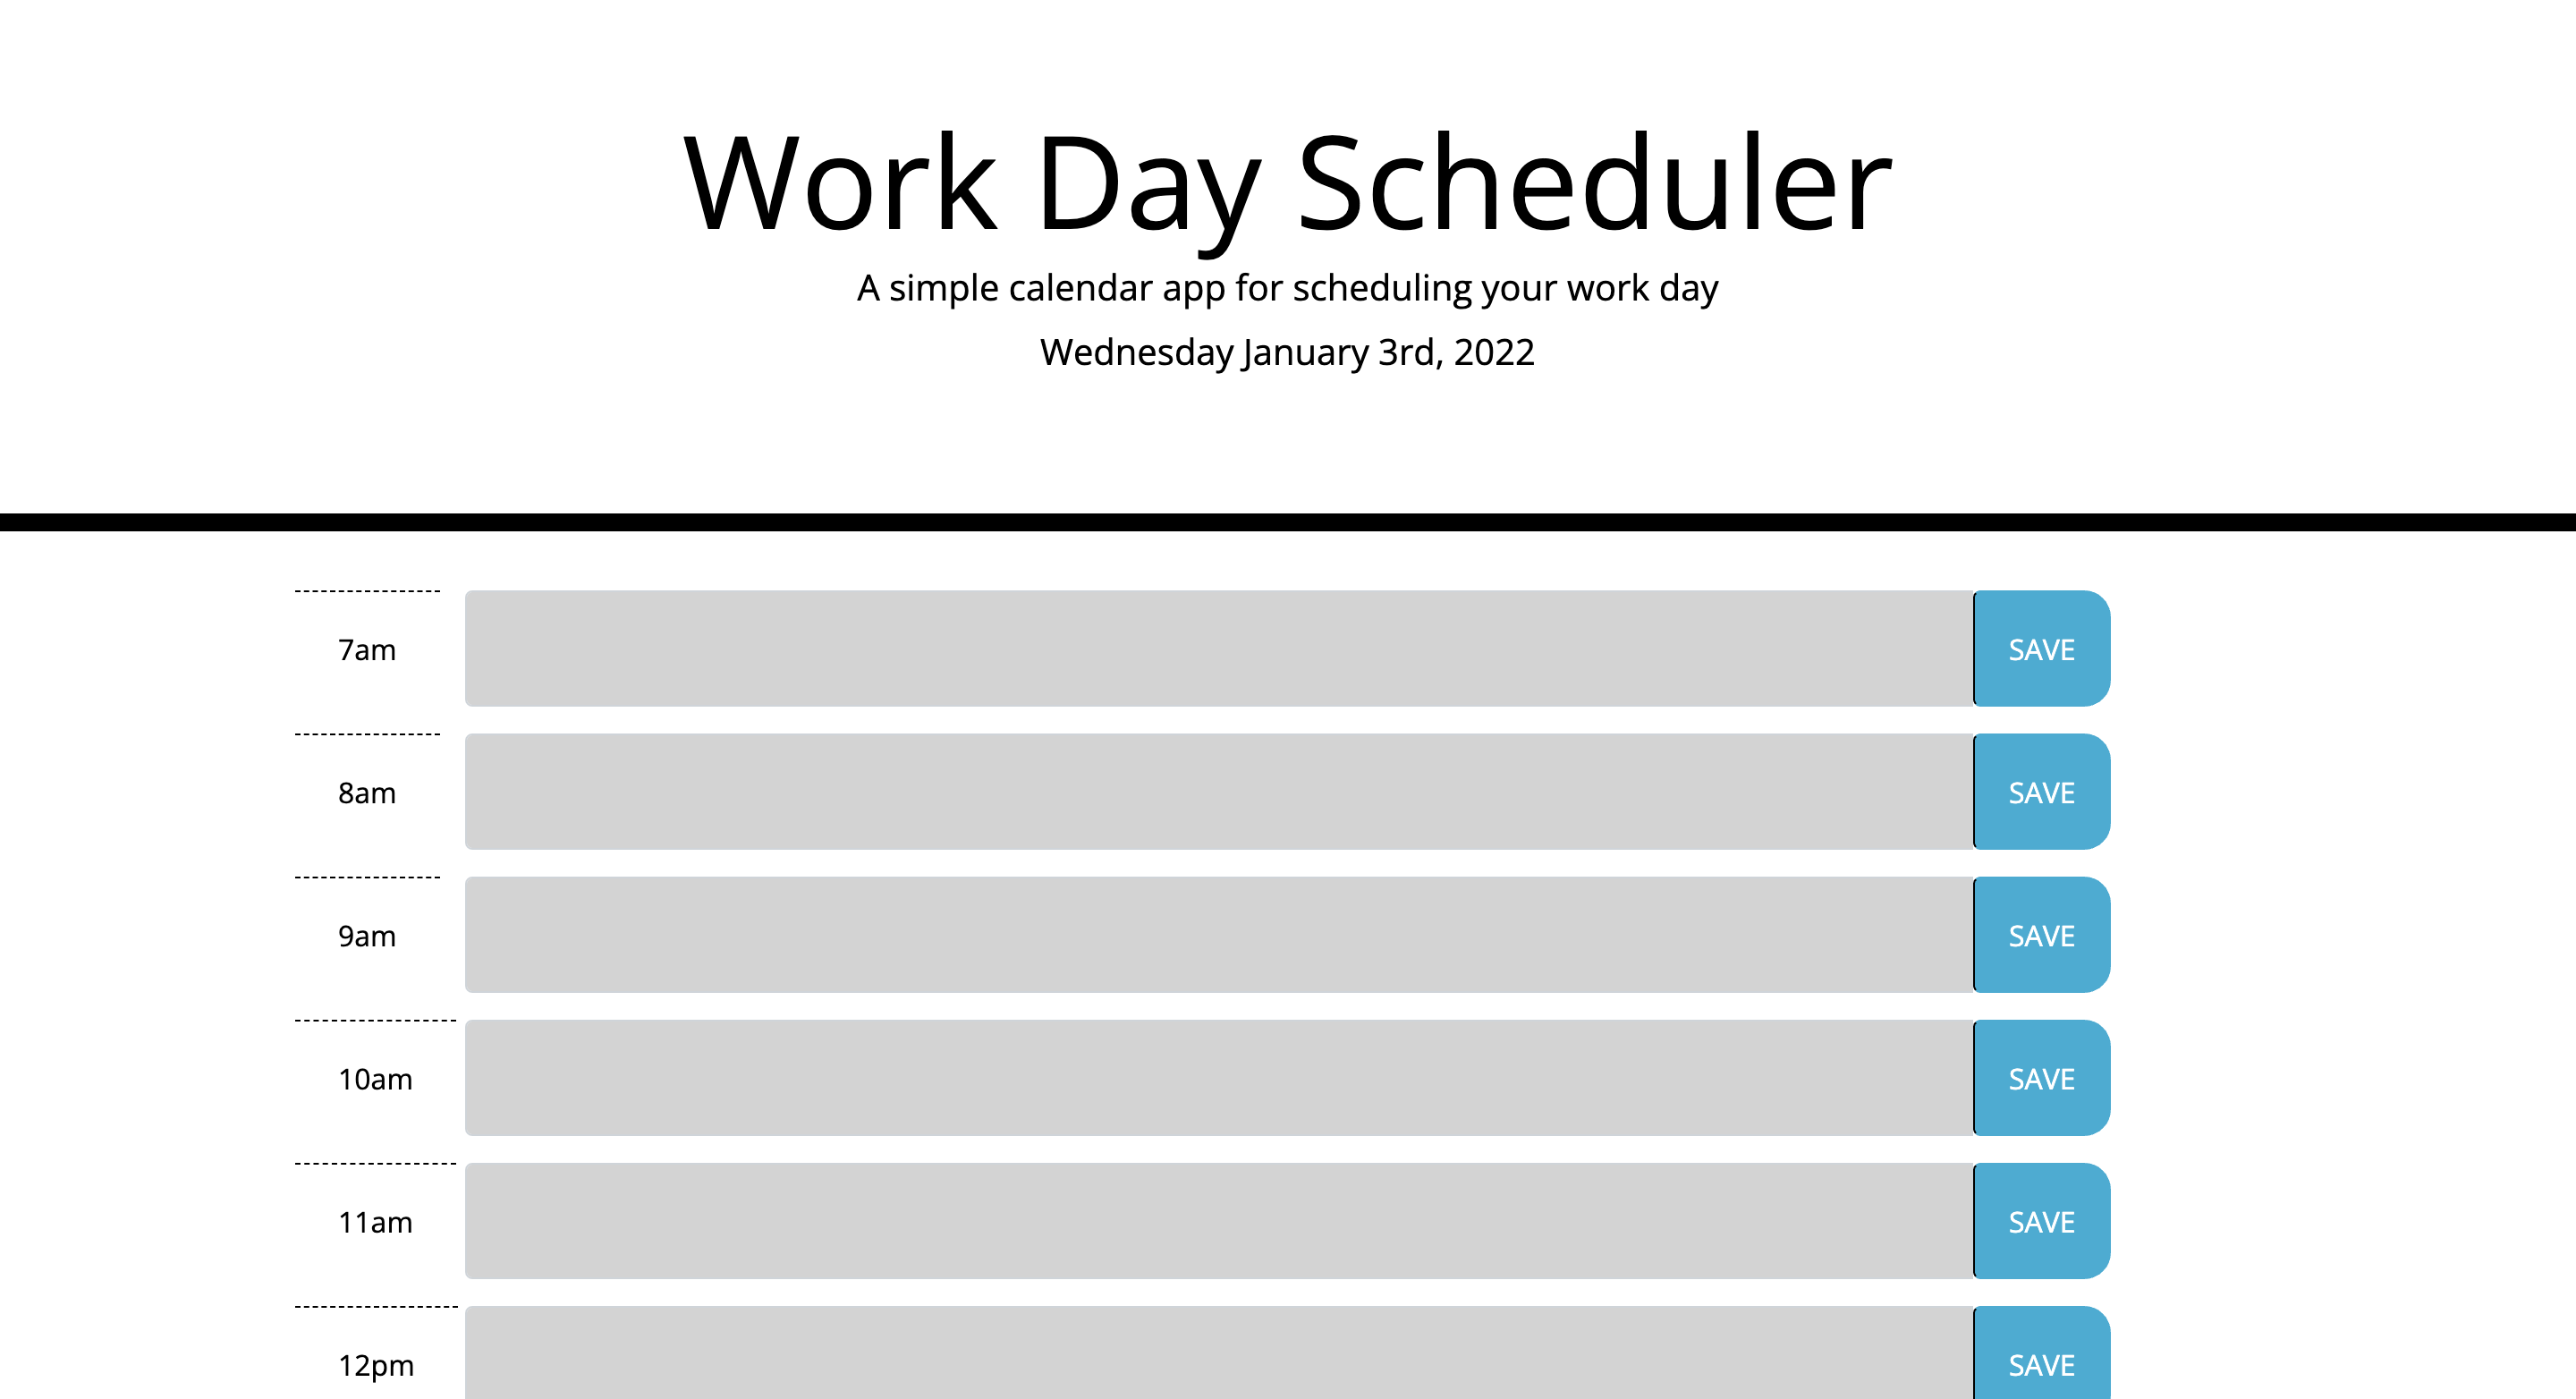 Work Day Scheduler
A simple calendar app for scheduling your work day
Wednesday January 3rd, 2022
7am SAVE
8am SAVE
9am SAVE
10am SAVE
11am SAVE
12pm SAVE